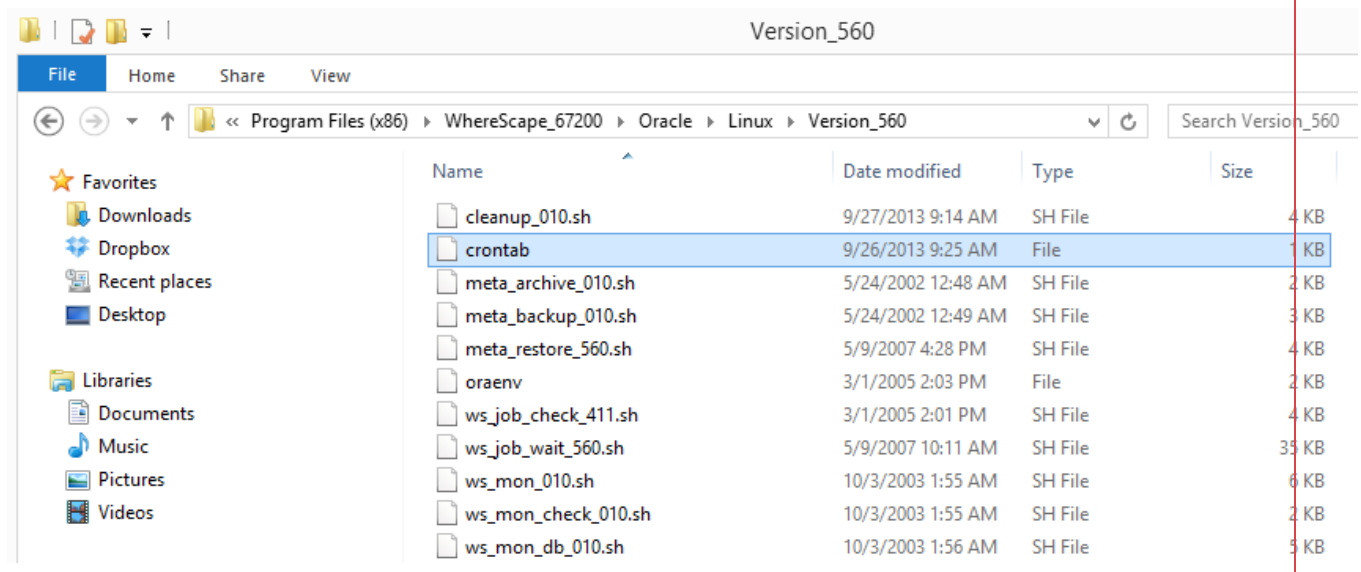 Version_560
File Home Share View
« Program Files (x86) WhereScape_67200 Oracle Linux Version_560 Search Version_560
Favorites
Downloads
Dropbox
Recent places
Desktop
Libraries
Documents
Music
Pictures
Videos
Name Date modified Type Size
cleanup_010.sh 9/27/2013 9:14 AM SH File 4 KB
crontab 9/26/2013 9:25 AM File 1 KB
meta_archive_010.sh 5/24/2002 12:48 AM SH File 2 KB
meta_backup_010.sh 5/24/2002 12:49 AM SH File 3 KB
meta_restore_560.sh 5/9/2007 4:28 PM SH File 4 KB
oraenv 3/1/2005 2:03 PM File 2 KB
ws_job_check_411.sh 3/1/2005 2:01 PM SH File 4 KB
ws_job_wait_560.sh 5/9/2007 10:11 AM SH File 35 KB
ws_mon_010.sh 10/3/2003 1:55 AM SH File 6 KB
ws_mon_check_010.sh 10/3/2003 1:55 AM SH File 2 KB
ws_mon_db_010.sh 10/3/2003 1:56 AM SH File 5 KB